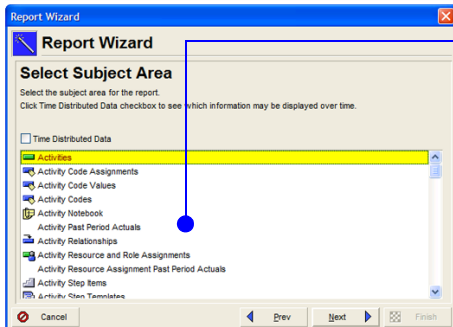 Report Wizard
Report Wizard
Select Subject Area
Select the subject area for the report.
Click Time Distributed Data checkbox to see which information may be displayed over time.
Time Distributed Data
Activities
Activity Code Assignments
Activity Code Values
Activity Codes
Activity Notebook
Activity Past Period Actuals
Activity Relationships
Activity Resource and Role Assignments
Activity Resource Assignment Past Period Actuals
Activity Step Items
Activity Step Templates
Cancel Prev Next Finish